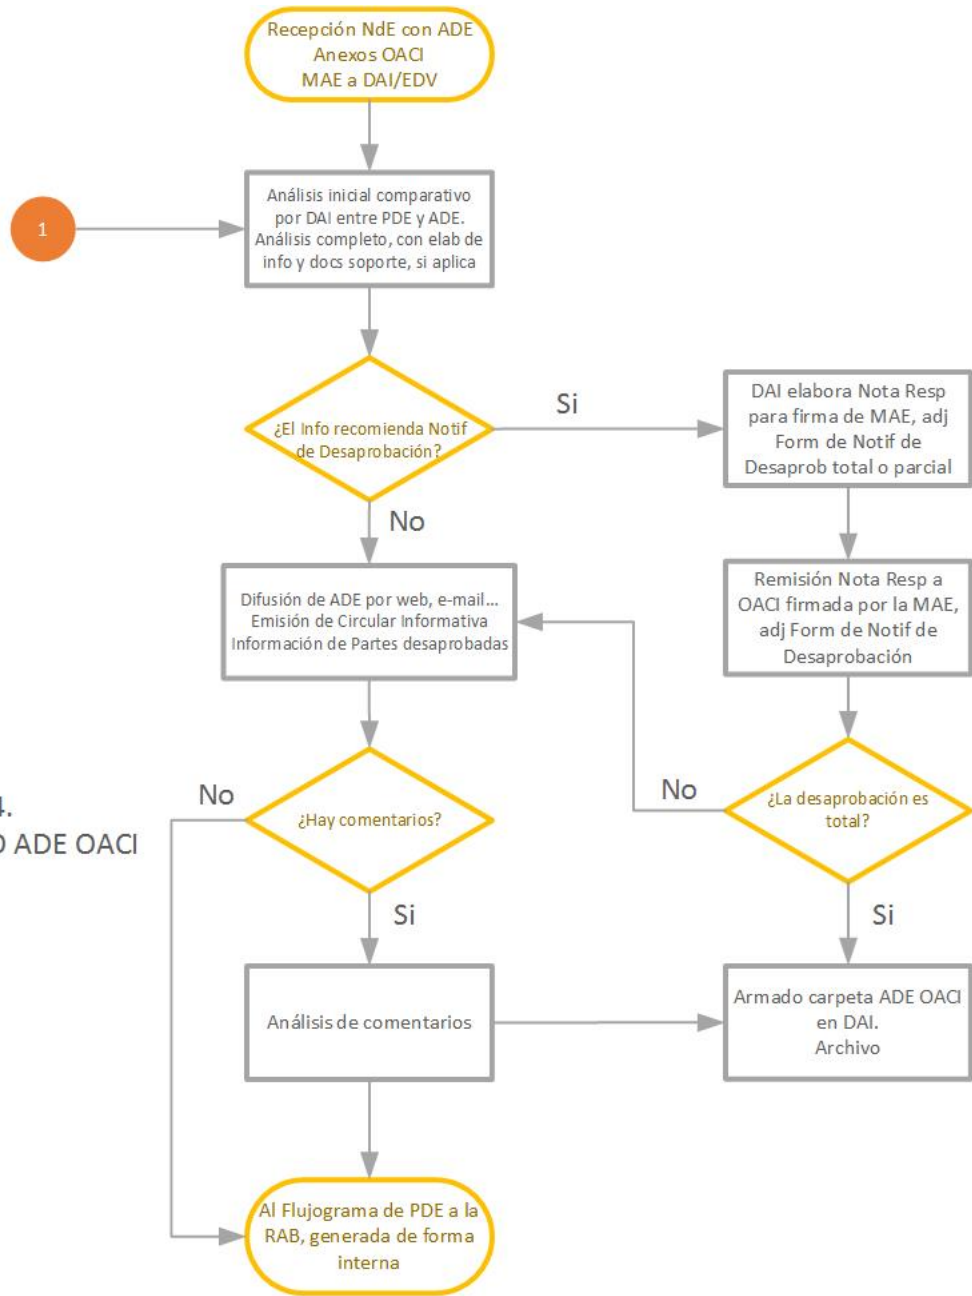 Recepción NdE con ADE
Anexos OACI
MAE a DAI/EDV
1
Análisis inicial comparativo
por DAI entre PDE y ADE.
Análisis completo, con elab de
info y docs soporte, si aplica
¿El Info recomienda Notif
de Desaprobación?
Si
DAI elabora Nota Resp
para firma de MAE, adj
Form de Notif de
Desaprob total o parcial
No
Difusión de ADE por web, e-mail...
Emisión de Circular Informativa
Información de Partes desaprobadas
Remisión Nota Resp a
OACI firmada por la MAE,
adj Form de Notif de
Desaprobación
No
¿Hay comentarios?
No
¿La desaprobación es
total?
4.
O ADE OACI
Si
Si
Análisis de comentarios
Armado carpeta ADE OACI
en DAI.
Archivo
Al Flujograma de PDE a la
RAB, generada de forma
interna